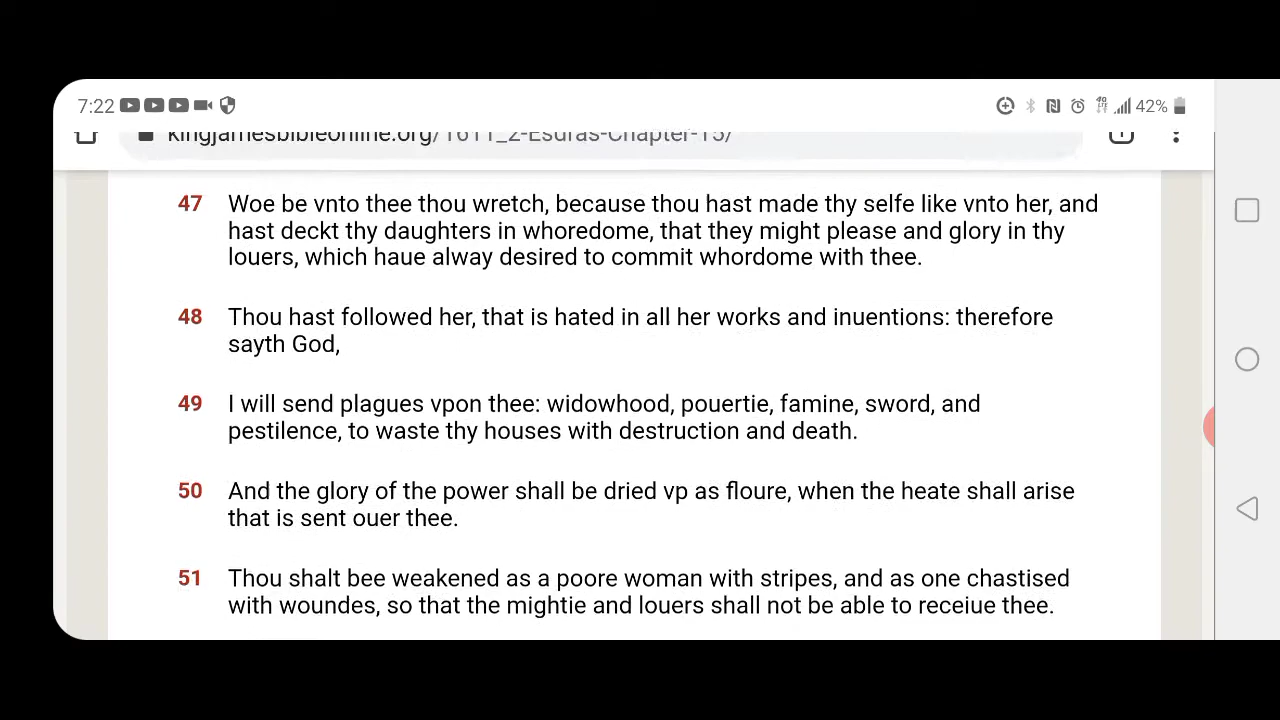 7:22 42%
kingjamesbibleonline.org/1611_2-Esdras-Chapter-15/
47 Woe be vnto thee thou wretch, because thou hast made thy selfe like vnto her, and
hast deckt thy daughters in whoredome, that they might please and glory in thy
louers, which haue alway desired to commit whordome with thee.
48 Thou hast followed her, that is hated in all her works and inuentions: therefore
sayth God,
49 I will send plagues vpon thee: widowhood, pouertie, famine, sword, and
pestilence, to waste thy houses with destruction and death.
50 And the glory of the power shall be dried vp as floure, when the heate shall arise
that is sent ouer thee.
51 Thou shalt bee weakened as a poore woman with stripes, and as one chastised
with woundes, so that the mightie and louers shall not be able to receiue thee.